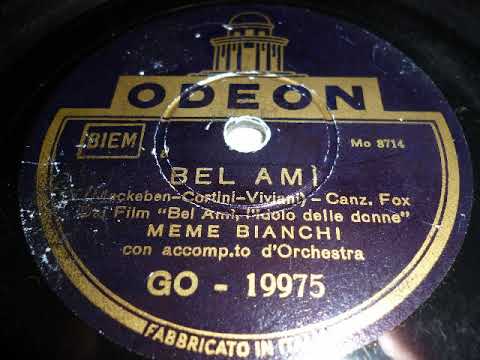 ODEON
BIEM
Mo 8714
BEL AMÌ
(Mackeben-Cortini-Viviani) - Canz. Fox
Dal Film "Bel Ami, l'idolo delle donne"
MEME BIANCHI
con accomp.to d'Orchestra
GO - 19975
FABBRICATO IN